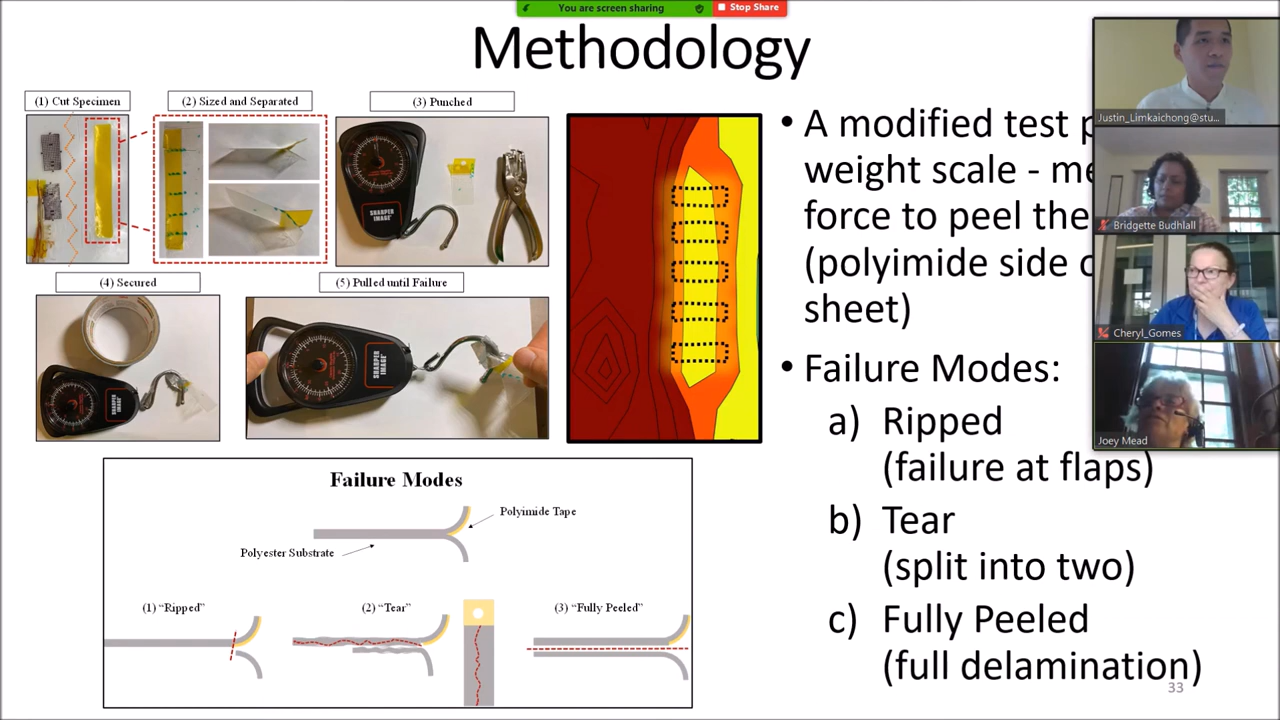 You are screen sharing
Stop Share
Methodology
(1) Cut Specimen
(2) Sized and Separated
(3) Punched
SHARPER
IMAGE
(4) Secured
(5) Pulled until Failure
SHARPER
IMAGE
SHARPER
IMAGE
Failure Modes
Polyimide Tape
Polyester Substrate
(1) “Ripped”
(2) “Tear”
(3) “Fully Peeled”
• A modified test
weight scale -
force to peel the
(polyimide side
sheet)
• Failure Modes:
a) Ripped
(failure at flaps)
b) Tear
(split into two)
c) Fully Peeled
(full delamination)
33
Justin_Limkaichong@stu...
Bridgette Budhlall
Cheryl_Gomes
Joey Mead